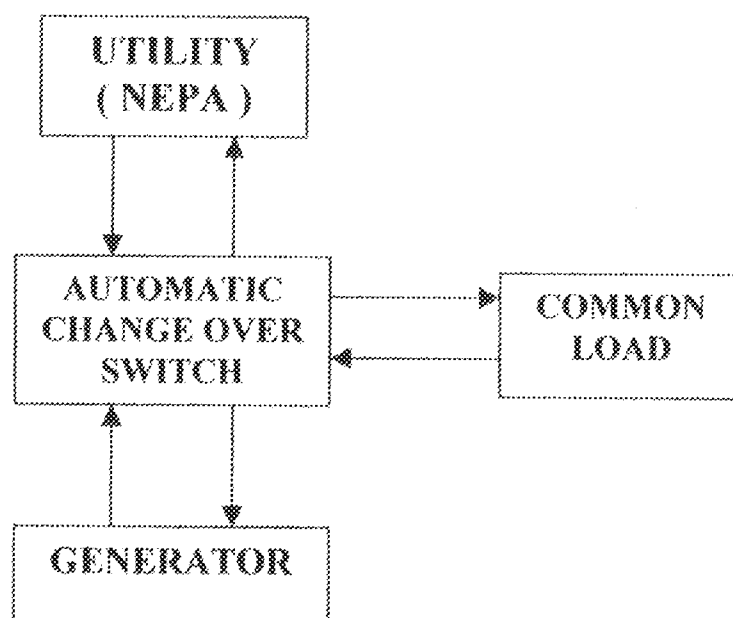 UTILITY
( NEPA )
AUTOMATIC
CHANGE OVER
SWITCH
COMMON
LOAD
GENERATOR